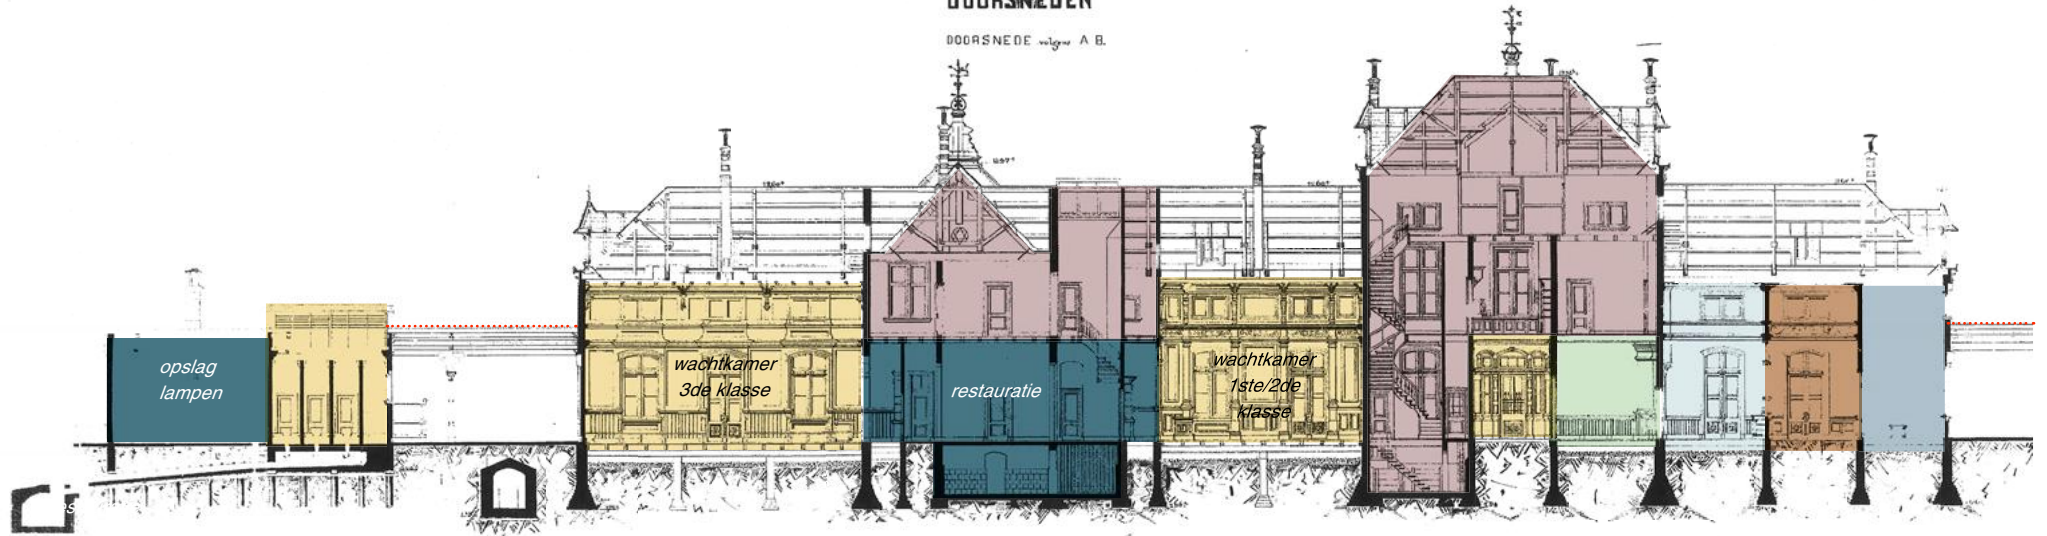 DOORSNEDEN
DOORSNEDE volgens A B.
opslag
lampen
wachtkamer
3de klasse
restauratie
wachtkamer
1ste/2de
klasse